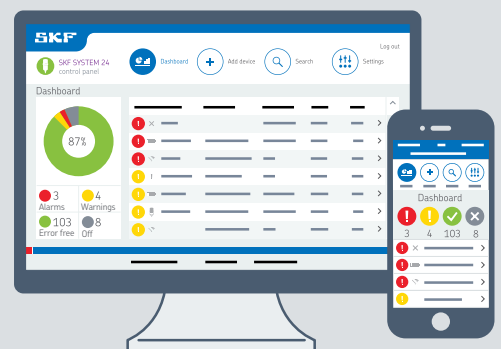 SKF
Log out
SKF SYSTEM 24
control panel
Dashboard
Add device
Search
Settings
Dashboard
87%
3
Alarms
4
Warnings
103
Error free
8
Off
Dashboard
3
4
103
8